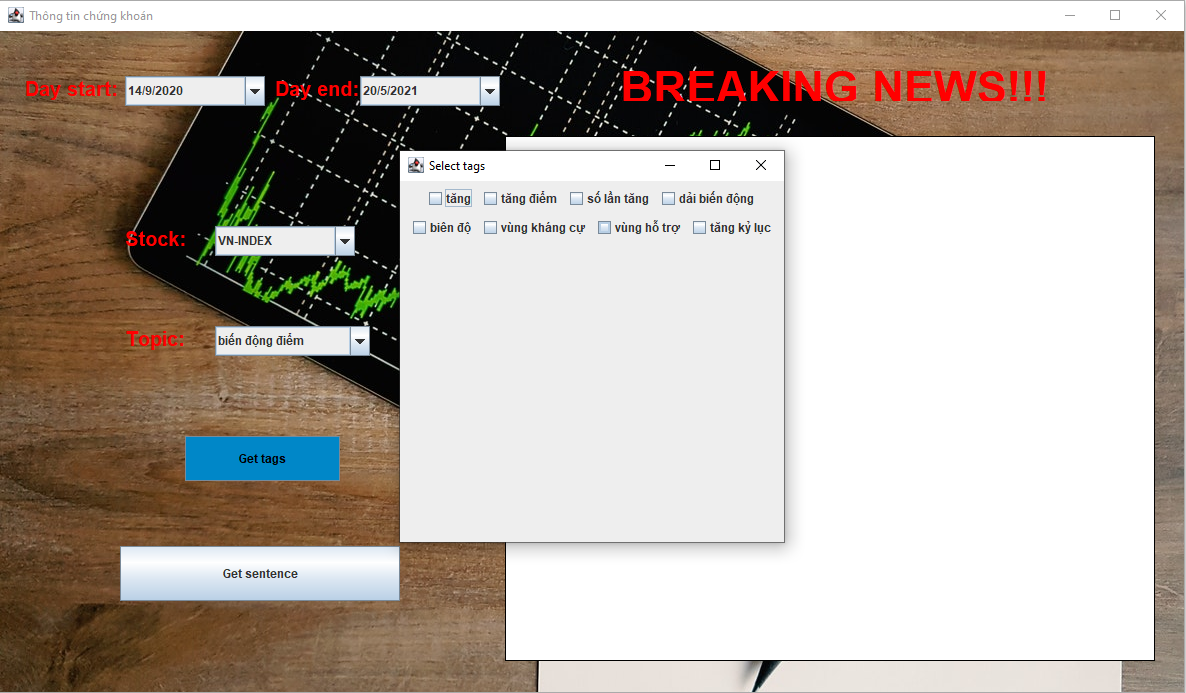 Thông tin chứng khoán
Day start: 14/9/2020 Day end: 20/5/2021
BREAKING NEWS!!!
Select tags
tăng tăng điểm số lần tăng dải biến động
biên độ vùng kháng cự vùng hỗ trợ tăng kỷ lục
Stock: VN-INDEX
Topic: biến động điểm
Get tags
Get sentence